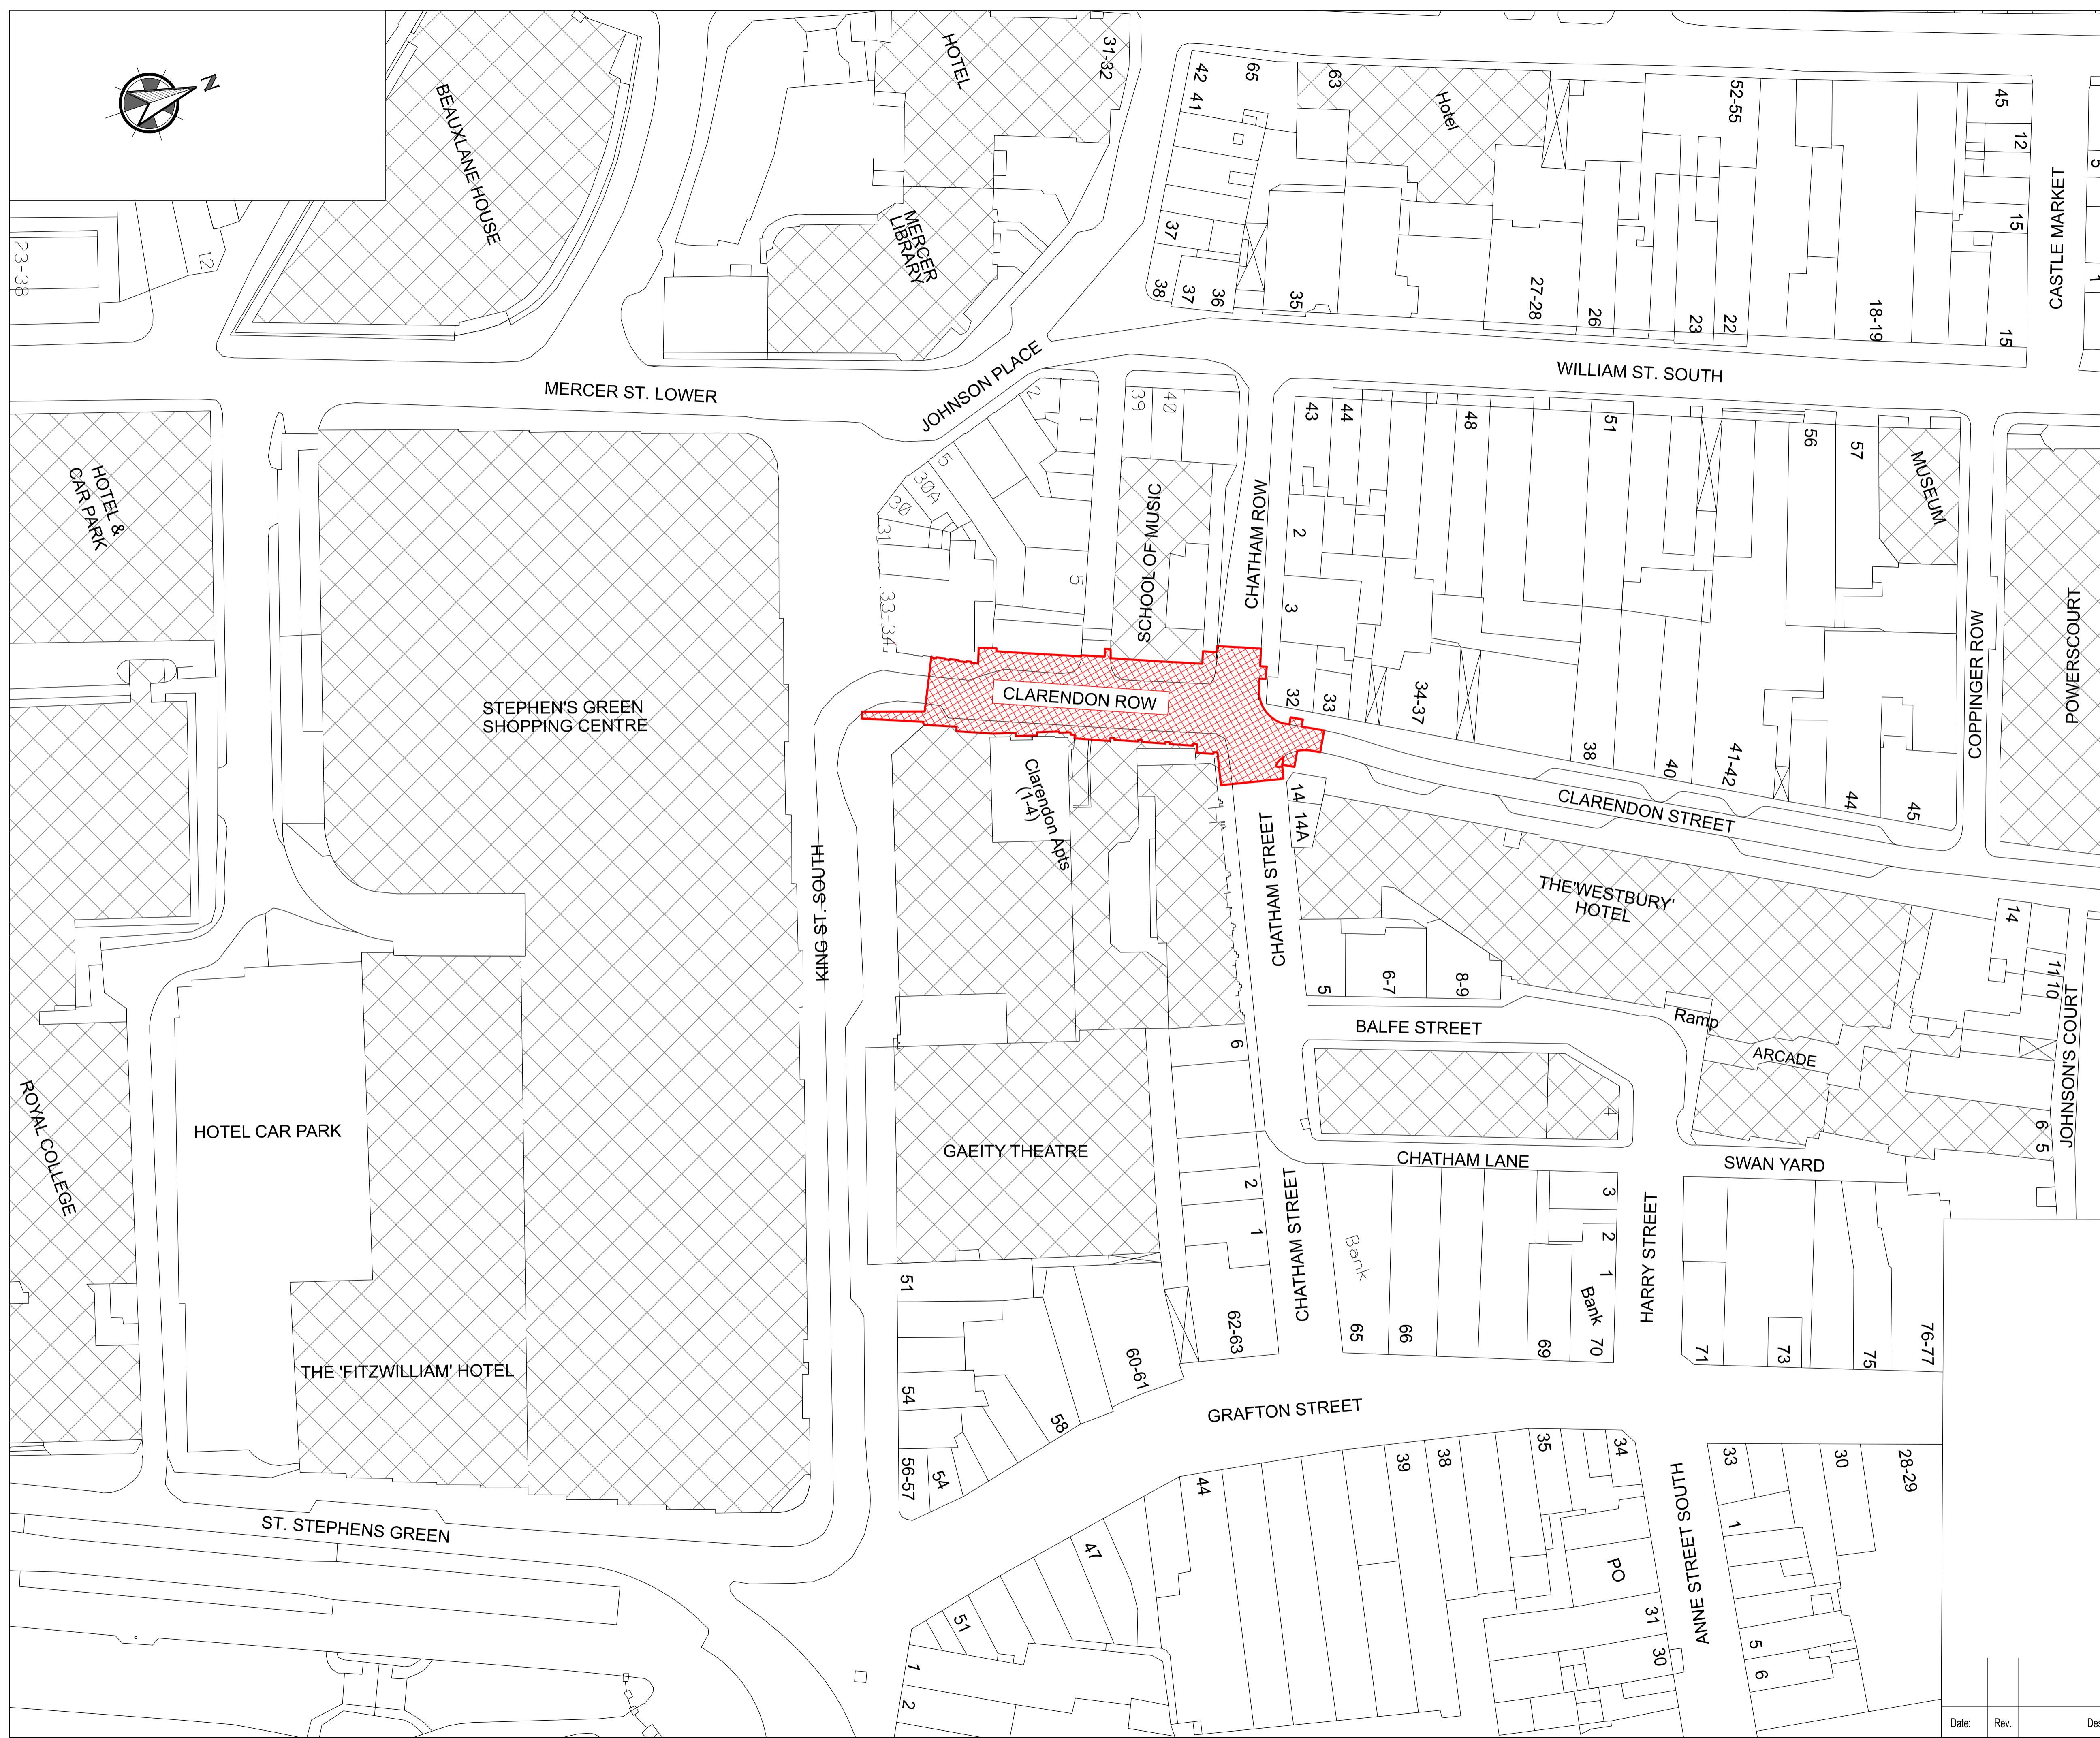 N
BEAUXLANE HOUSE
HOTEL
31-32
MERCER
LIBRARY
23-38
12
42
41
65
63
Hotel
52-55
45
12
15
CASTLE MARKET
5
1
37
38
37
36
35
27-28
26
23
22
18-19
15
MERCER ST. LOWER
JOHNSON PLACE
WILLIAM ST. SOUTH
2
1
39
40
43
44
48
51
56
57
MUSEUM
HOTEL &
CAR PARK
5
30A
30
31
33-34
5
SCHOOL OF MUSIC
CHATHAM ROW
2
3
32
33
34-37
38
40
41-42
44
45
COPPINGER ROW
POWERSCOURT
STEPHEN'S GREEN
SHOPPING CENTRE
CLARENDON ROW
CLARENDON STREET
Clarendon Apts
(1-4)
KING ST. SOUTH
CHATHAM STREET
14
14A
THE'WESTBURY'
HOTEL
14
11
10
JOHNSON'S COURT
5
6-7
8-9
BALFE STREET
Ramp
ARCADE
6
5
4
6
2
1
ROYAL COLLEGE
HOTEL CAR PARK
GAEITY THEATRE
CHATHAM LANE
SWAN YARD
CHATHAM STREET
Bank
65
66
69
3
2
1
Bank
70
HARRY STREET
71
73
75
76-77
THE 'FITZWILLIAM' HOTEL
51
54
56-57
54
58
60-61
62-63
GRAFTON STREET
44
39
38
35
34
33
30
28-29
ANNE STREET SOUTH
1
5
6
PO
31
30
ST. STEPHENS GREEN
47
51
1
2
Date:
Rev.